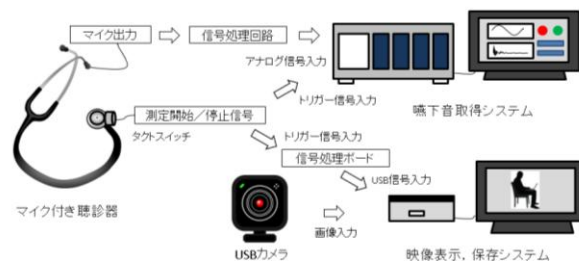 マイク出力
信号処理回路
アナログ信号入力
トリガー信号入力
嚥下音取得システム
測定開始/停止信号
タクトスイッチ
トリガー信号入力
信号処理ボード
USB信号入力
マイク付き聴診器
画像入力
USBカメラ
映像表示，保存システム